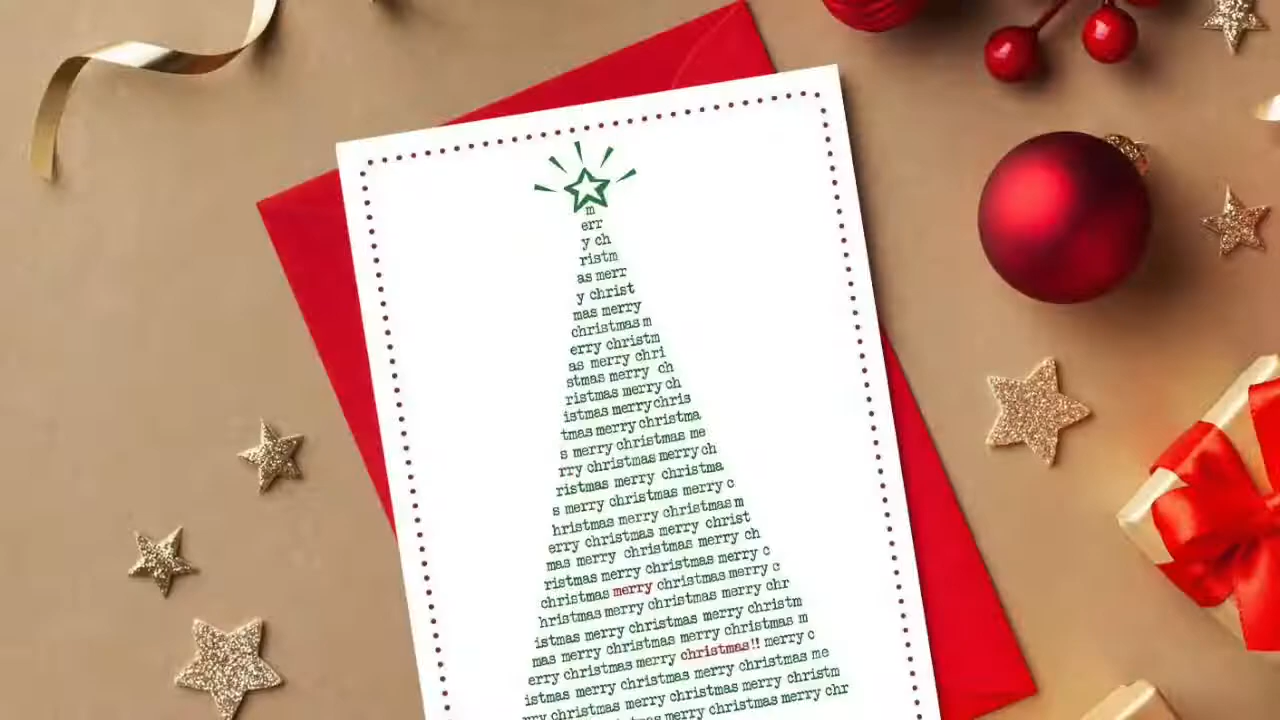 m
err
y ch
ristm
as merr
y christ
mas merry
christmas m
erry christm
as merry chri
stmas merry ch
ristmas merry ch
istmas merry chris
tmas merry christma
s merry christmas me
rry christmas merry ch
ristmas merry christma
s merry christmas merry c
hristmas merry christmas m
erry christmas merry christ
mas merry christmas merry ch
ristmas merry christmas merry c
christmas merry christmas merry c
hristmas merry christmas merry chr
istmas merry christmas merry christm
mas merry christmas merry christmas m
erry christmas merry christmas!! merry c
istmas merry christmas merry christmas me
rry christmas merry christmas merry christm
christmas merry christmas merry chr